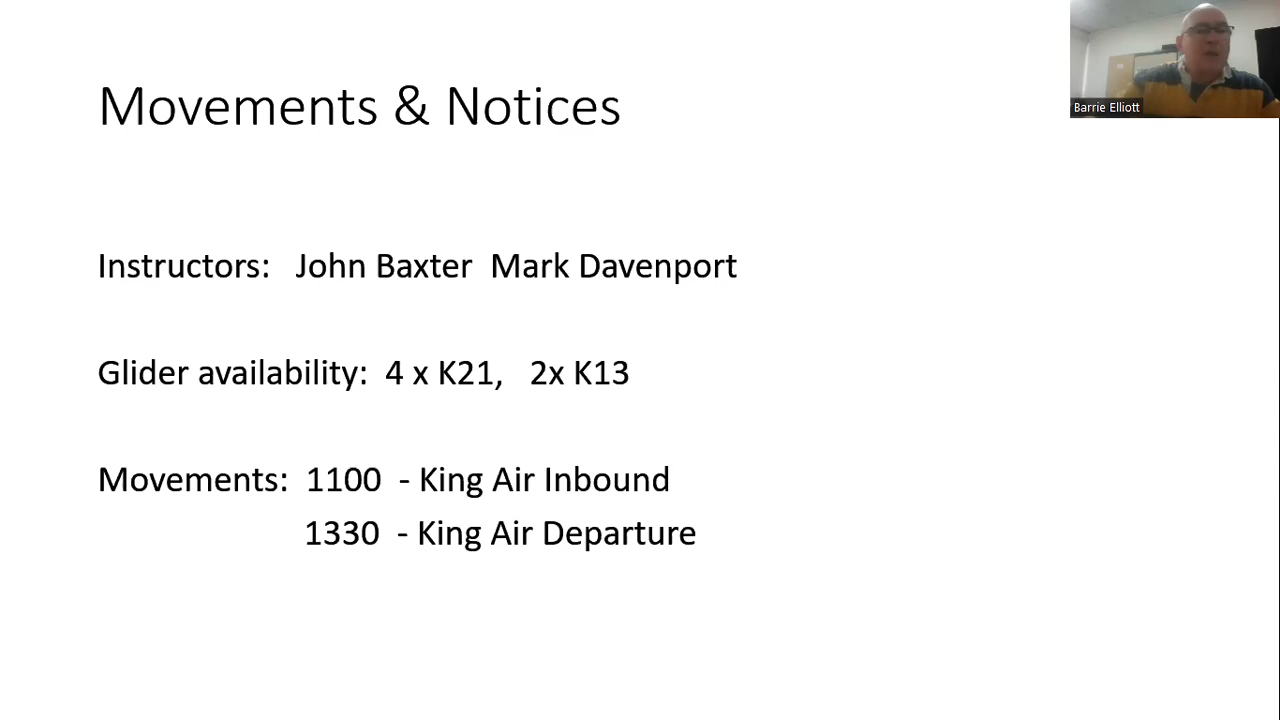 Movements & Notices
Barrie Elliott
Instructors: John Baxter Mark Davenport
Glider availability: 4 x K21, 2x K13
Movements: 1100 - King Air Inbound
1330 - King Air Departure